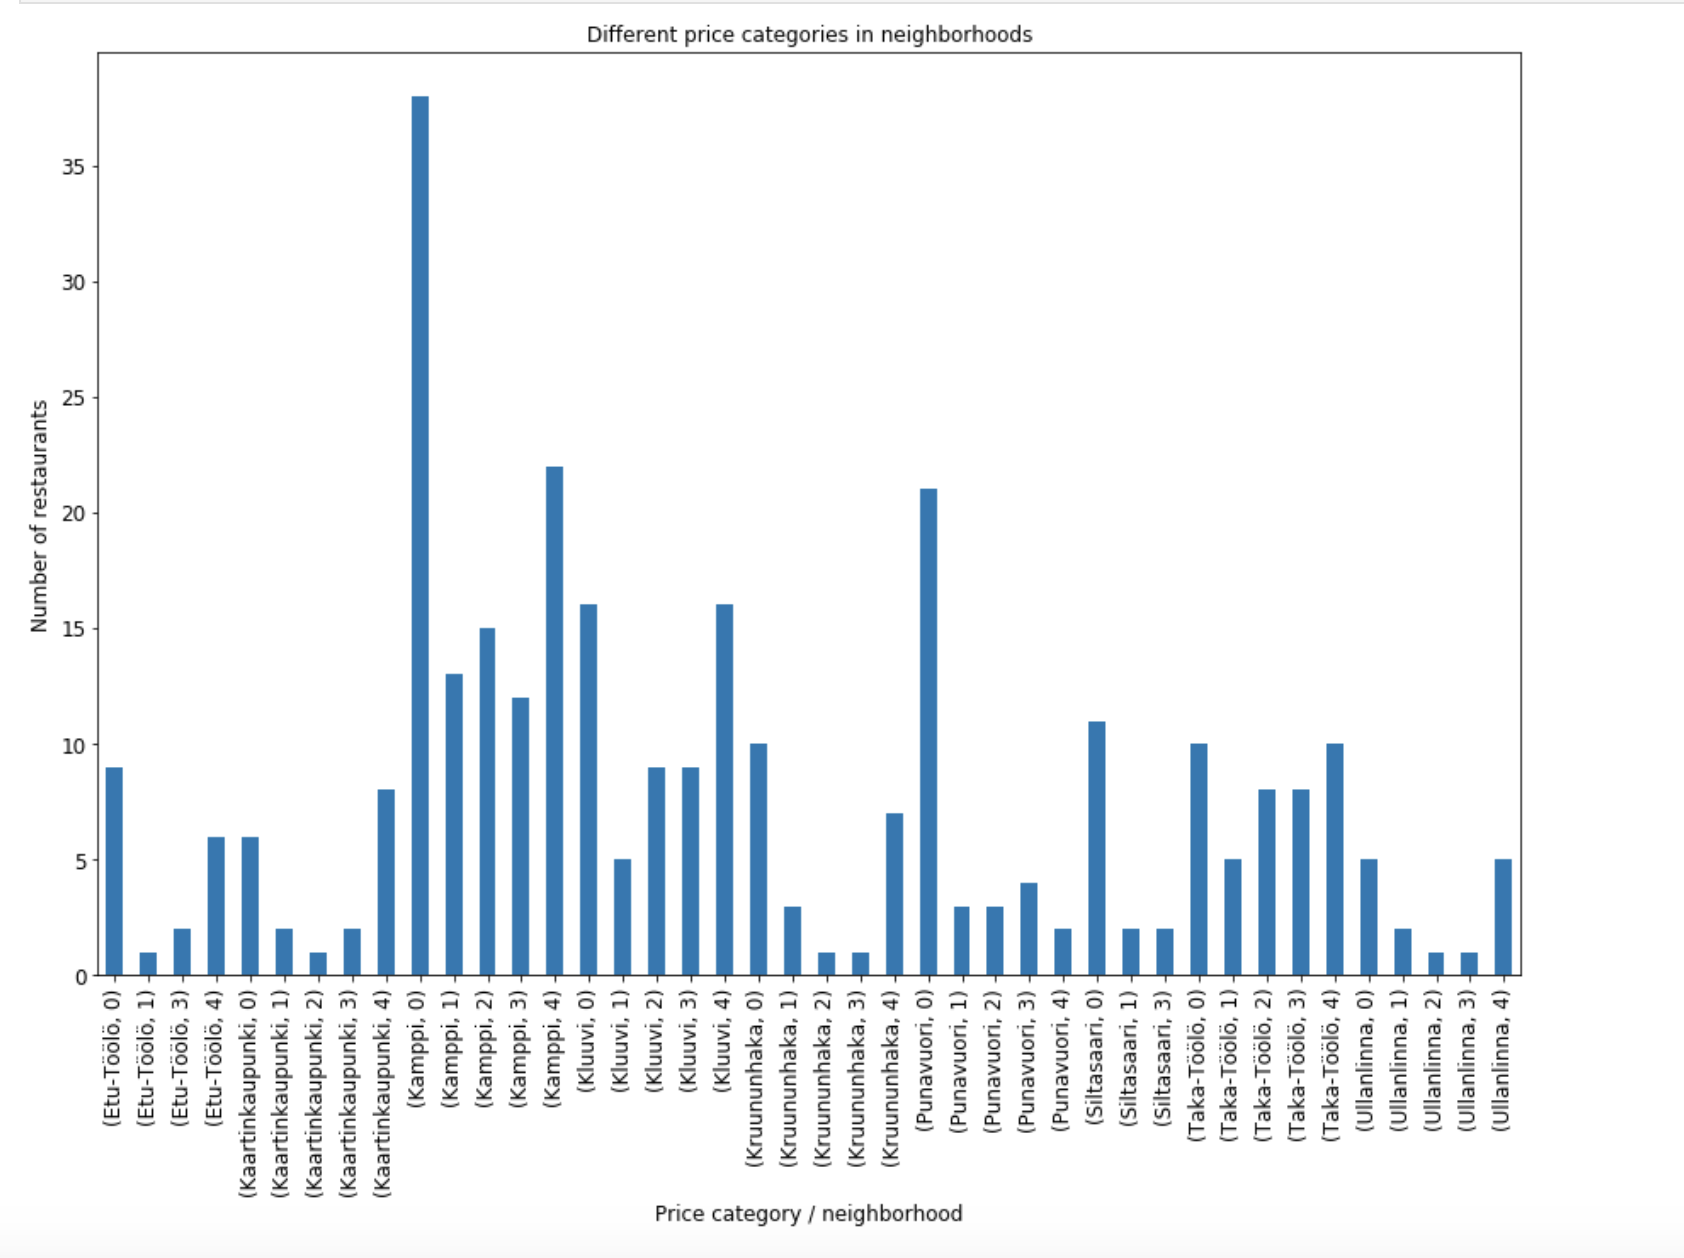 Different price categories in neighborhoods
Number of restaurants
35
30
25
20
15
10
5
0
(Etu-Töölö, 0)
(Etu-Töölö, 1)
(Etu-Töölö, 3)
(Etu-Töölö, 4)
(Kaartinkaupunki, 0)
(Kaartinkaupunki, 1)
(Kaartinkaupunki, 2)
(Kaartinkaupunki, 3)
(Kaartinkaupunki, 4)
(Kamppi, 0)
(Kamppi, 1)
(Kamppi, 2)
(Kamppi, 3)
(Kamppi, 4)
(Kluuvi, 0)
(Kluuvi, 1)
(Kluuvi, 2)
(Kluuvi, 3)
(Kluuvi, 4)
(Kruununhaka, 0)
(Kruununhaka, 1)
(Kruununhaka, 2)
(Kruununhaka, 3)
(Kruununhaka, 4)
(Punavuori, 0)
(Punavuori, 1)
(Punavuori, 2)
(Punavuori, 3)
(Punavuori, 4)
(Siltasaari, 0)
(Siltasaari, 1)
(Siltasaari, 3)
(Taka-Töölö, 0)
(Taka-Töölö, 1)
(Taka-Töölö, 2)
(Taka-Töölö, 3)
(Taka-Töölö, 4)
(Ullanlinna, 0)
(Ullanlinna, 1)
(Ullanlinna, 2)
(Ullanlinna, 3)
(Ullanlinna, 4)
Price category / neighborhood